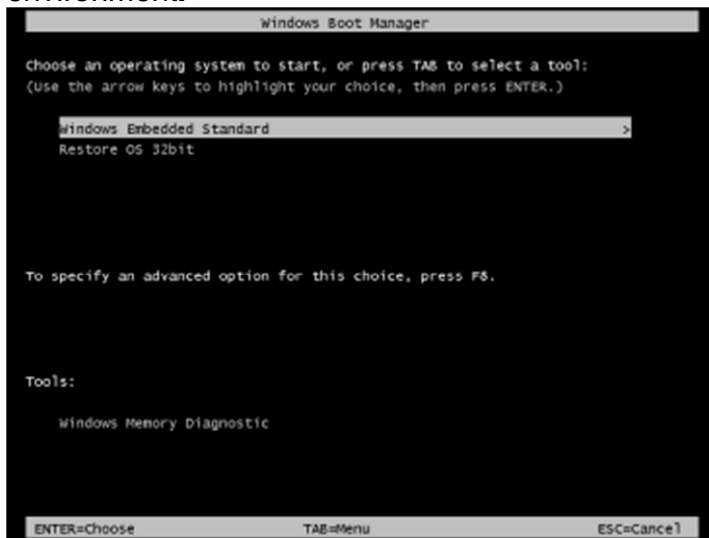 environment.
Windows Boot Manager
Choose an operating system to start, or press TAB to select a tool:
(Use the arrow keys to highlight your choice, then press ENTER.)
Windows Embedded Standard >
Restore OS 32bit
To specify an advanced option for this choice, press F8.
Tools:
Windows Memory Diagnostic
ENTER=Choose TAB=Menu ESC=Cancel